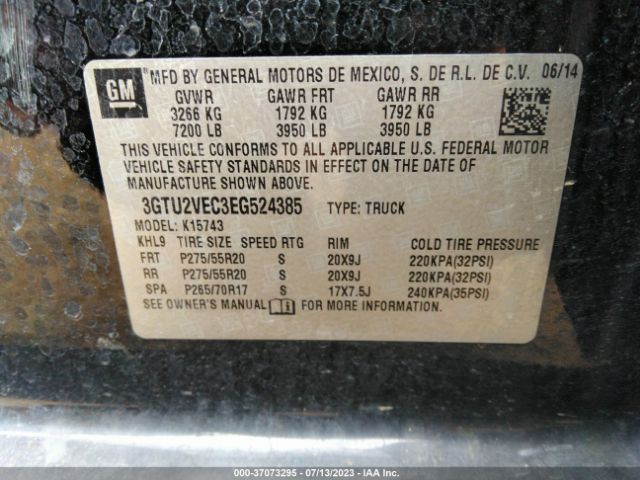 GM
MFD BY GENERAL MOTORS DE MEXICO, S. DE R.L. DE C.V. 06/14
GVWR GAWR FRT GAWR RR
3266 KG 1792 KG 1792 KG
7200 LB 3950 LB 3950 LB
THIS VEHICLE CONFORMS TO ALL APPLICABLE U.S. FEDERAL MOTOR
VEHICLE SAFETY STANDARDS IN EFFECT ON THE DATE OF
MANUFACTURE SHOWN ABOVE.
3GTU2VEC3EG524385 TYPE: TRUCK
MODEL: K15743
KHL9 TIRE SIZE SPEED RTG RIM COLD TIRE PRESSURE
FRT P275/55R20 S 20X9J 220KPA(32PSI)
RR P275/55R20 S 20X9J 220KPA(32PSI)
SPA P265/70R17 S 17X7.5J 240KPA(35PSI)
SEE OWNER'S MANUAL FOR MORE INFORMATION.
000-37073295 - 07/13/2023 - IAA Inc.